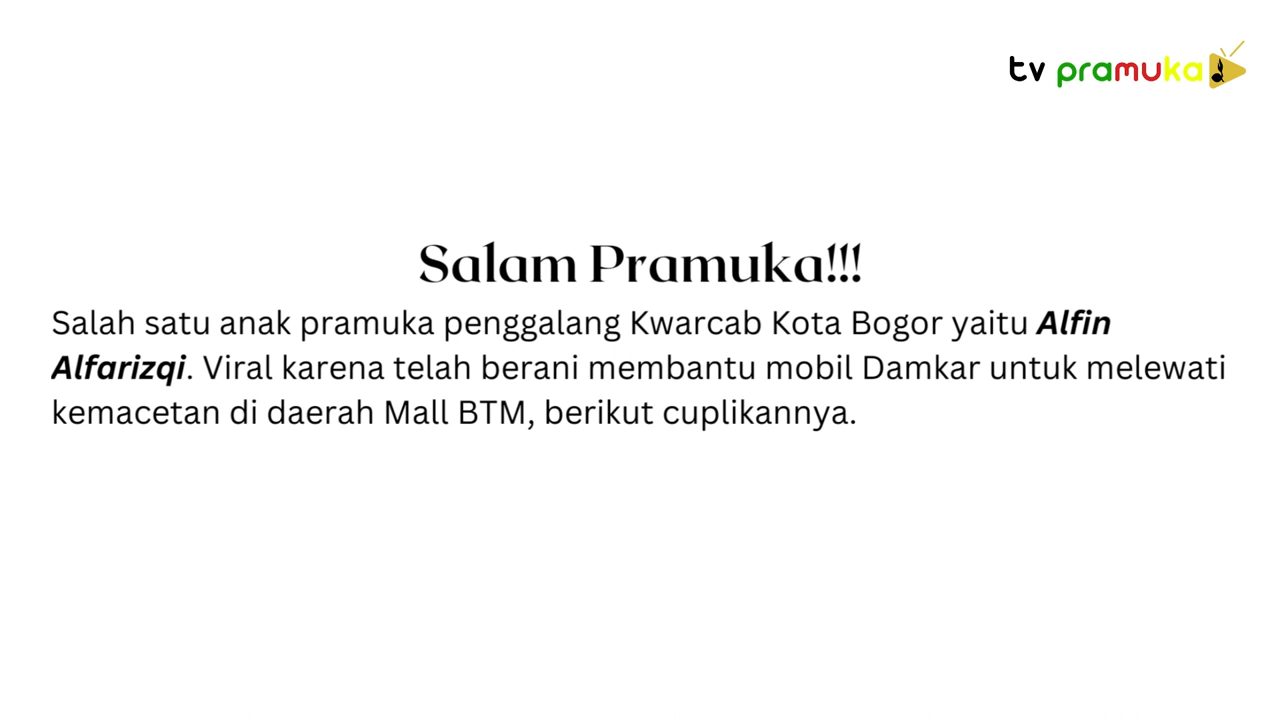 tv pramuka
Salam Pramuka!!!
Salah satu anak pramuka penggalang Kwarcab Kota Bogor yaitu Alfin
Alfarizqi. Viral karena telah berani membantu mobil Damkar untuk melewati
kemacetan di daerah Mall BTM, berikut cuplikannya.